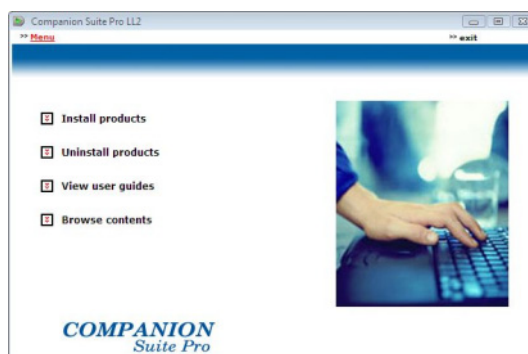 Companion Suite Pro LL2
>> Menu
>> exit
Install products
Uninstall products
View user guides
Browse contents
COMPANION
Suite Pro